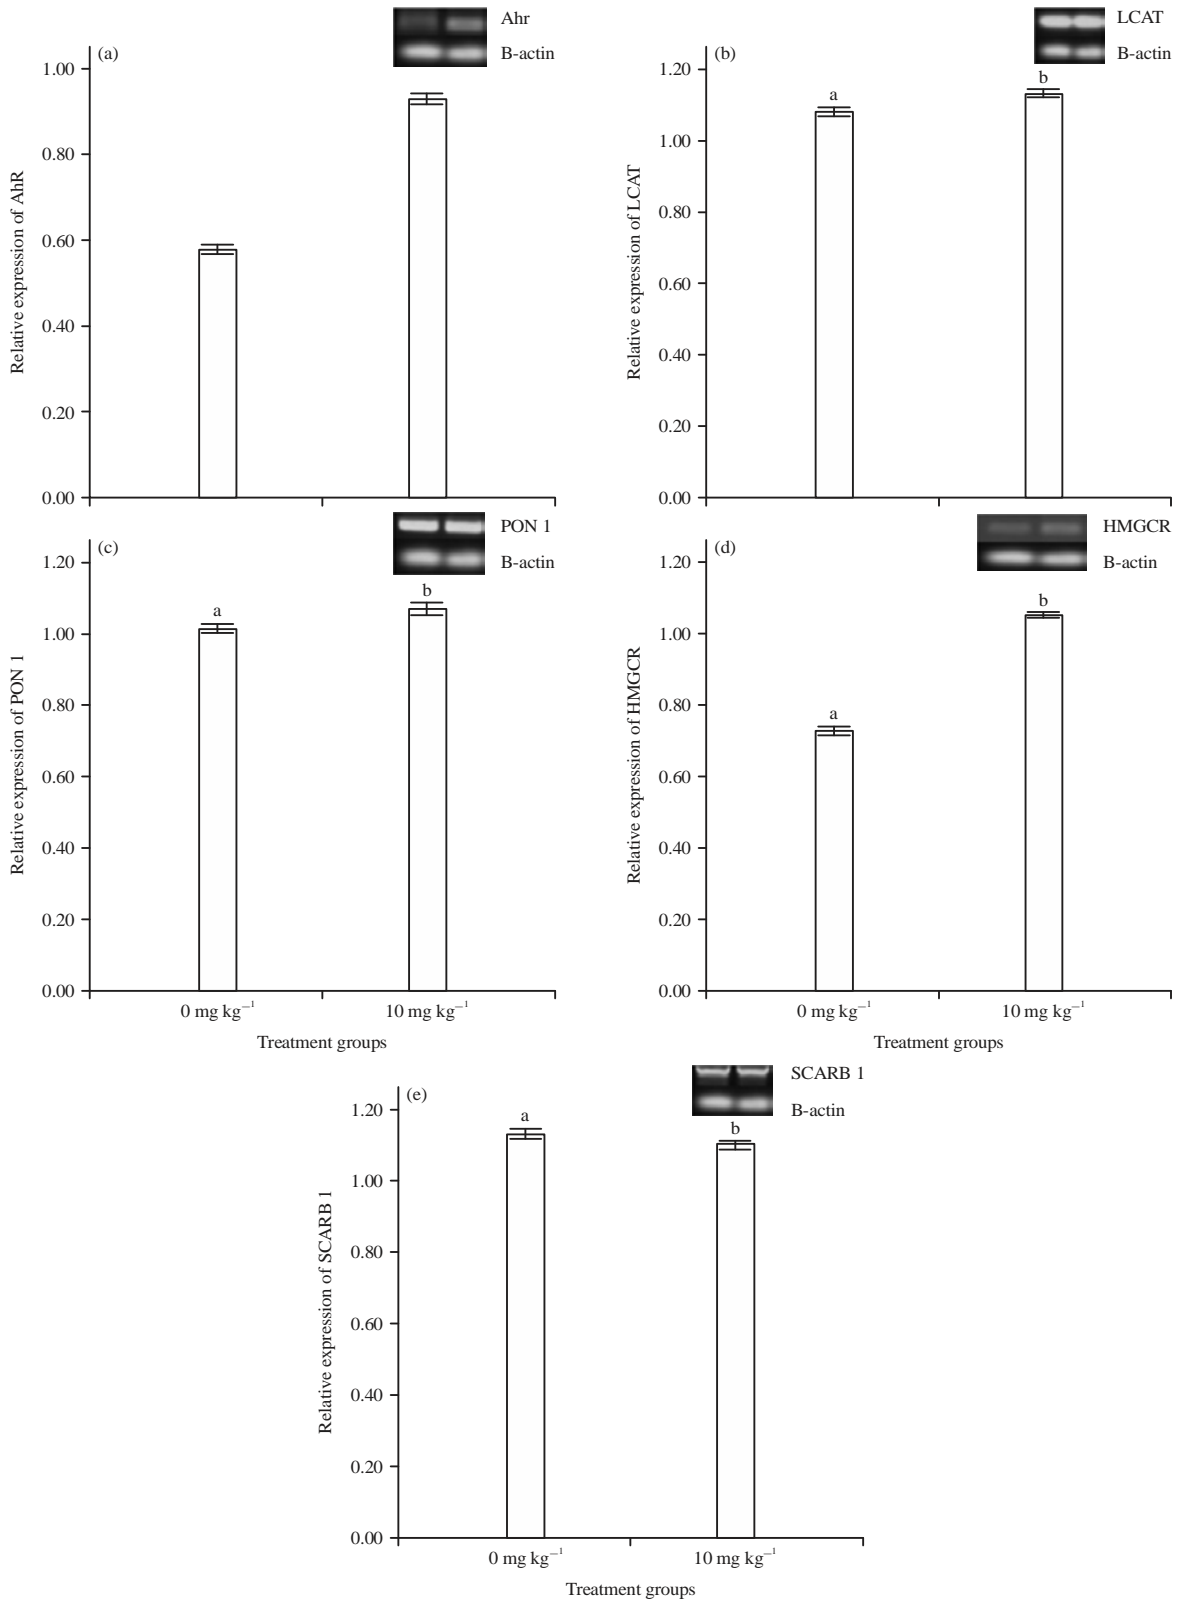 Ahr
B-actin
(a)
1.00
0.80
0.60
0.40
0.20
0.00
Relative expression of AhR
LCAT
B-actin
(b)
1.20
1.00
0.80
0.60
0.40
0.20
0.00
Relative expression of LCAT
a
b
PON 1
B-actin
(c)
1.20
1.00
0.80
0.60
0.40
0.20
0.00
Relative expression of PON 1
a
b
0 mg kg⁻¹
10 mg kg⁻¹
Treatment groups
HMGCR
B-actin
(d)
1.20
1.00
0.80
0.60
0.40
0.20
0.00
Relative expression of HMGCR
a
b
0 mg kg⁻¹
10 mg kg⁻¹
Treatment groups
SCARB 1
B-actin
(e)
1.20
1.00
0.80
0.60
0.40
0.20
0.00
Relative expression of SCARB 1
a
b
0 mg kg⁻¹
10 mg kg⁻¹
Treatment groups